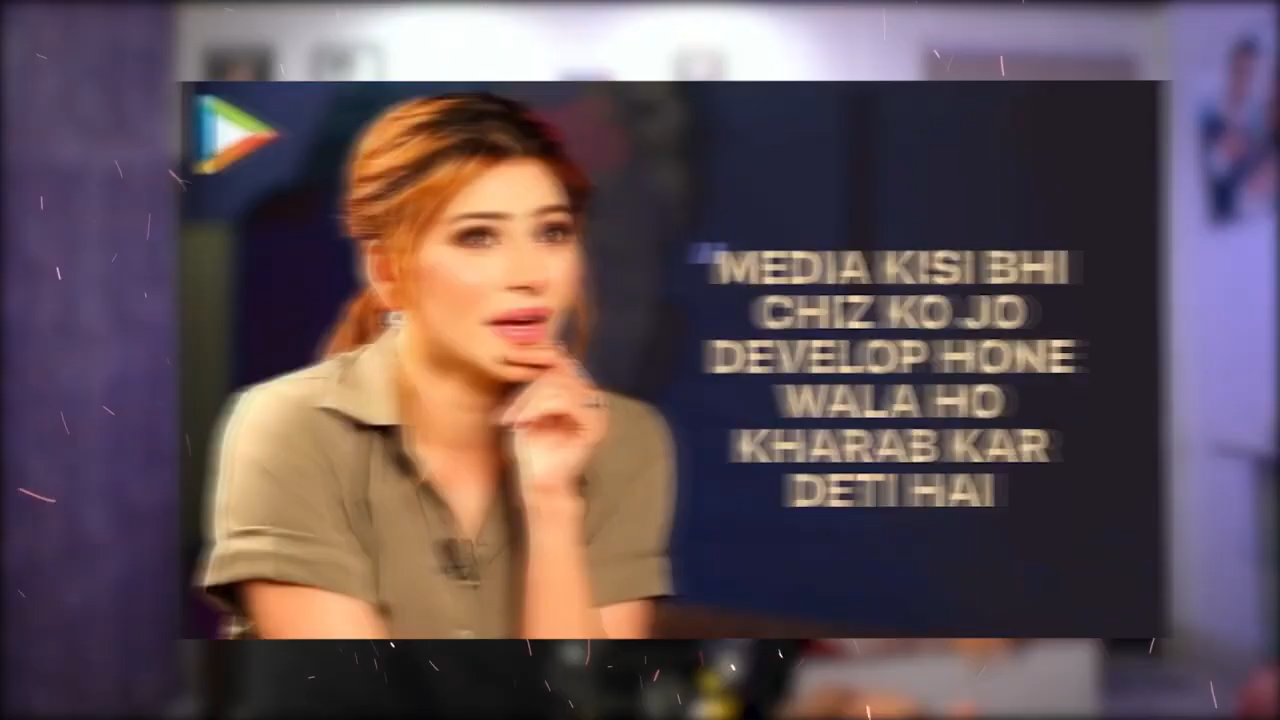 "MEDIA KISI BHI
CHIZ KO JO
DEVELOP HONE
WALA HO
KHARAB KAR
DETI HAI